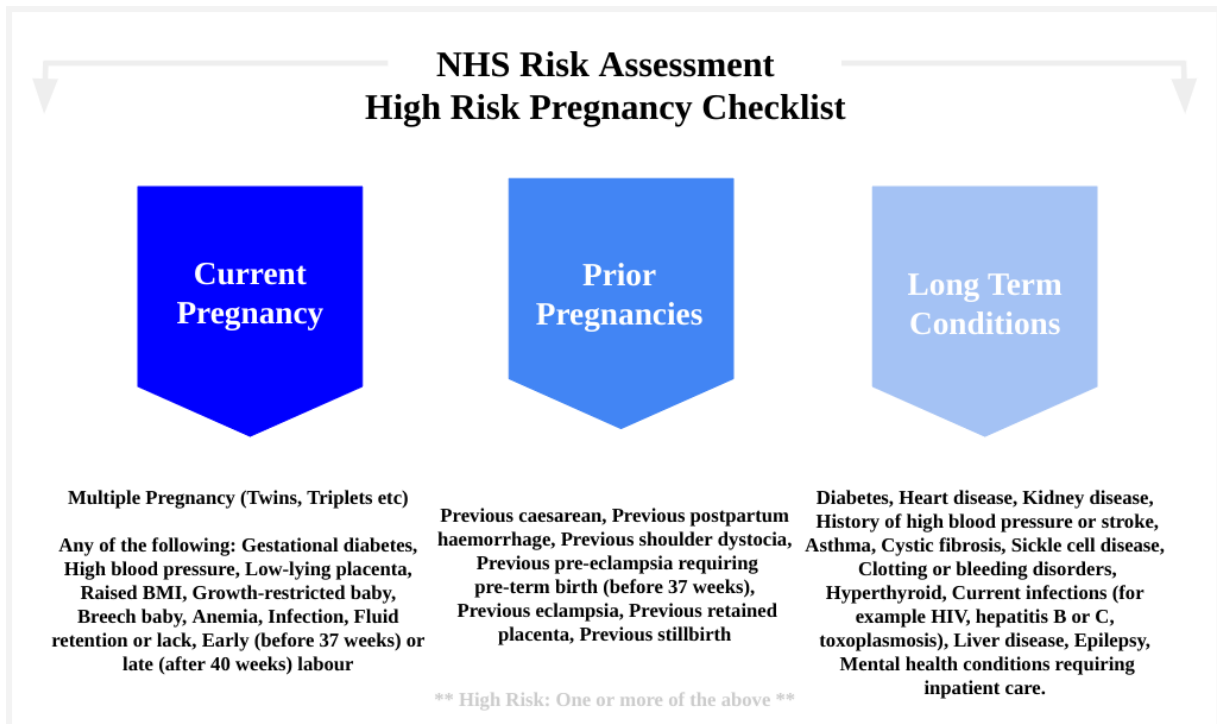 NHS Risk Assessment
High Risk Pregnancy Checklist
Current
Pregnancy
Prior
Pregnancies
Long Term
Conditions
Multiple Pregnancy (Twins, Triplets etc)
Any of the following: Gestational diabetes,
High blood pressure, Low-lying placenta,
Raised BMI, Growth-restricted baby,
Breech baby, Anemia, Infection, Fluid
retention or lack, Early (before 37 weeks) or
late (after 40 weeks) labour
Previous caesarean, Previous postpartum
haemorrhage, Previous shoulder dystocia,
Previous pre-eclampsia requiring
pre-term birth (before 37 weeks),
Previous eclampsia, Previous retained
placenta, Previous stillbirth
Diabetes, Heart disease, Kidney disease,
History of high blood pressure or stroke,
Asthma, Cystic fibrosis, Sickle cell disease,
Clotting or bleeding disorders,
Hyperthyroid, Current infections (for
example HIV, hepatitis B or C,
toxoplasmosis), Liver disease, Epilepsy,
Mental health conditions requiring
inpatient care.
** High Risk: One or more of the above **